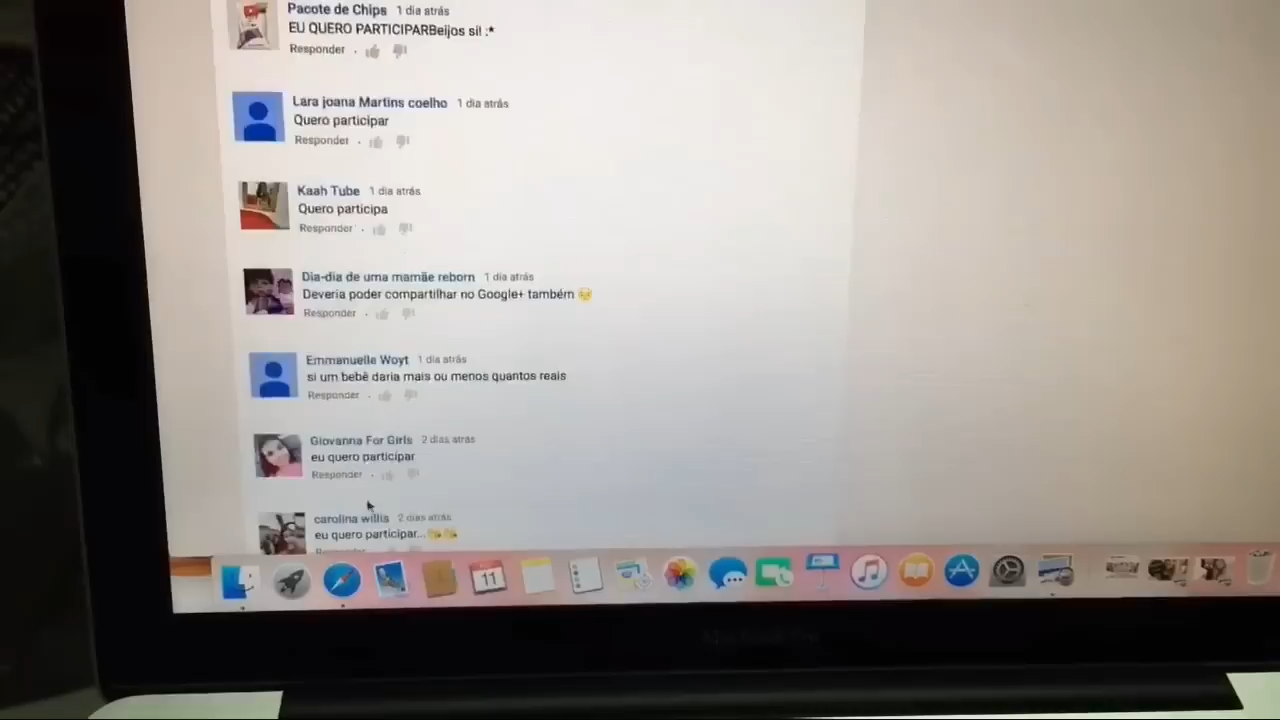 Pacote de Chips 1 dia atrás
EU QUERO PARTICIPARBeijos sí! :*
Responder
Lara joana Martins coelho 1 dia atrás
Quero participar
Responder
Kaah Tube 1 dia atrás
Quero participa
Responder
Dia-dia de uma mamãe reborn 1 dia atrás
Deveria poder compartilhar no Google+ também 😔
Responder
Emmanuella Woyt 1 dia atrás
si um bebê daria mais ou menos quantos reais
Responder
Giovanna For Girls 2 dias atrás
eu quero participar
Responder
carolina willis 2 dias atrás
eu quero participar...👏👏
Responder
11